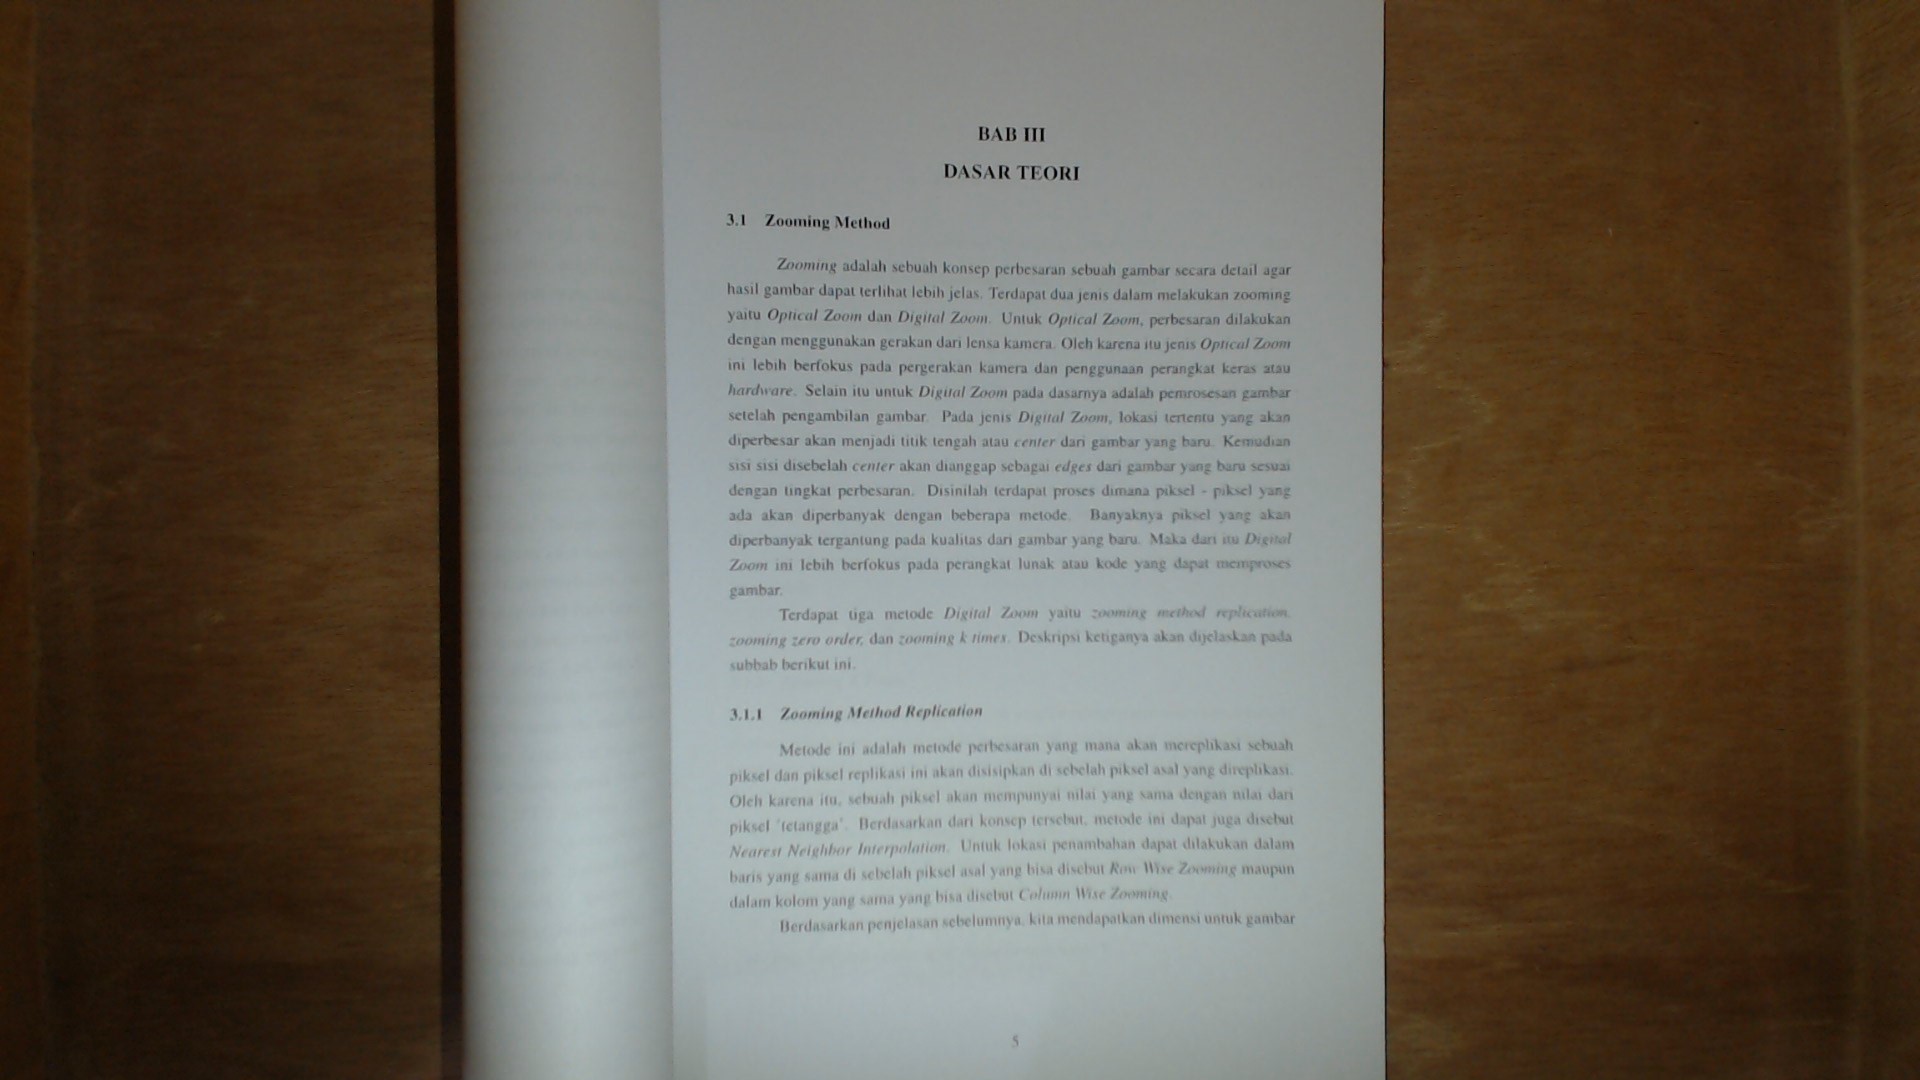 BAB III
DASAR TEORI
3.1 Zooming Method
Zooming adalah sebuah konsep perbesaran sebuah gambar secara detail agar
hasil gambar dapat terlihat lebih jelas. Terdapat dua jenis dalam melakukan zooming
yaitu Optical Zoom dan Digital Zoom. Untuk Optical Zoom, perbesaran dilakukan
dengan menggunakan gerakan dari lensa kamera. Oleh karena itu jenis Optical Zoom
ini lebih berfokus pada pergerakan kamera dan penggunaan perangkat keras atau
hardware. Selain itu untuk Digital Zoom pada dasarnya adalah pemrosesan gambar
setelah pengambilan gambar. Pada jenis Digital Zoom, lokasi tertentu yang akan
diperbesar akan menjadi titik tengah atau center dari gambar yang baru. Kemudian
sisi sisi disebelah center akan dianggap sebagai edges dari gambar yang baru sesuai
dengan tingkat perbesaran. Disinilah terdapat proses dimana piksel - piksel yang
ada akan diperbanyak dengan beberapa metode. Banyaknya piksel yang akan
diperbanyak tergantung pada kualitas dari gambar yang baru. Maka dari itu Digital
Zoom ini lebih berfokus pada perangkat lunak atau kode yang dapat memproses
gambar.
Terdapat tiga metode Digital Zoom yaitu zooming method replication,
zooming zero order, dan zooming k times. Deskripsi ketiganya akan dijelaskan pada
subbab berikut ini.
3.1.1 Zooming Method Replication
Metode ini adalah metode perbesaran yang mana akan mereplikasi sebuah
piksel dan piksel replikasi ini akan disisipkan di sebelah piksel asal yang direplikasi.
Oleh karena itu, sebuah piksel akan mempunyai nilai yang sama dengan nilai dari
piksel 'tetangga'. Berdasarkan dari konsep tersebut, metode ini dapat juga disebut
Nearest Neighbor Interpolation. Untuk lokasi penambahan dapat dilakukan dalam
baris yang sama di sebelah piksel asal yang bisa disebut Row Wise Zooming maupun
dalam kolom yang sama yang bisa disebut Column Wise Zooming.
Berdasarkan penjelasan sebelumnya, kita mendapatkan dimensi untuk gambar
5